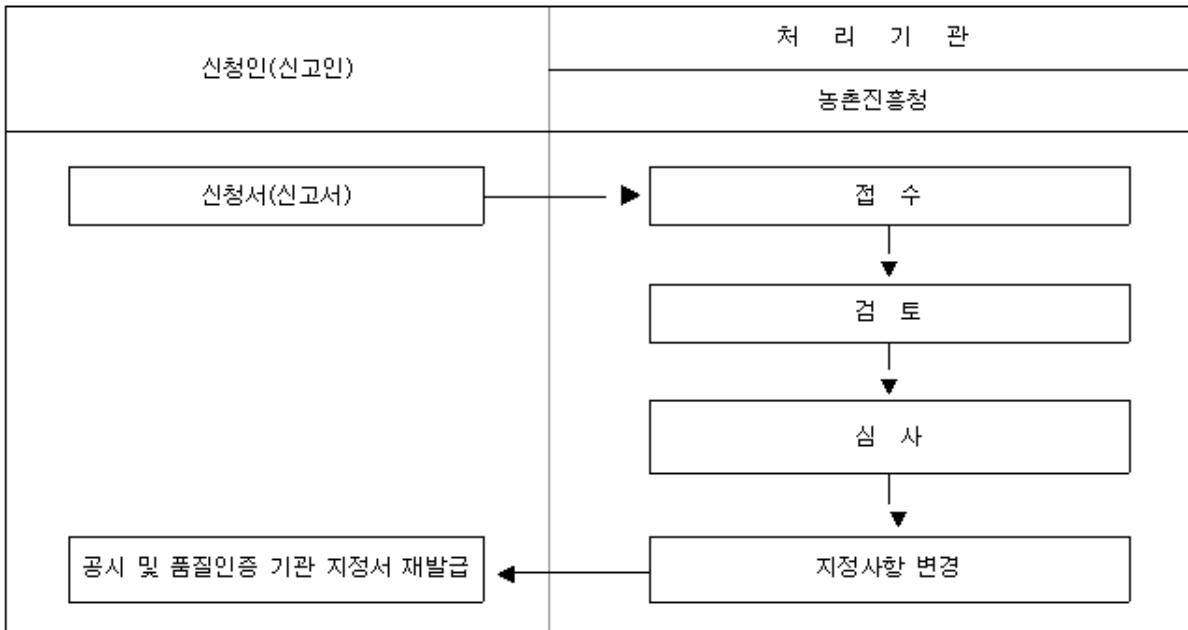 신청인(신고인)
처 리 기 관
농촌진흥청
신청서(신고서)
접 수
검 토
심 사
공시 및 품질인증 기관 지정서 재발급
지정사항 변경